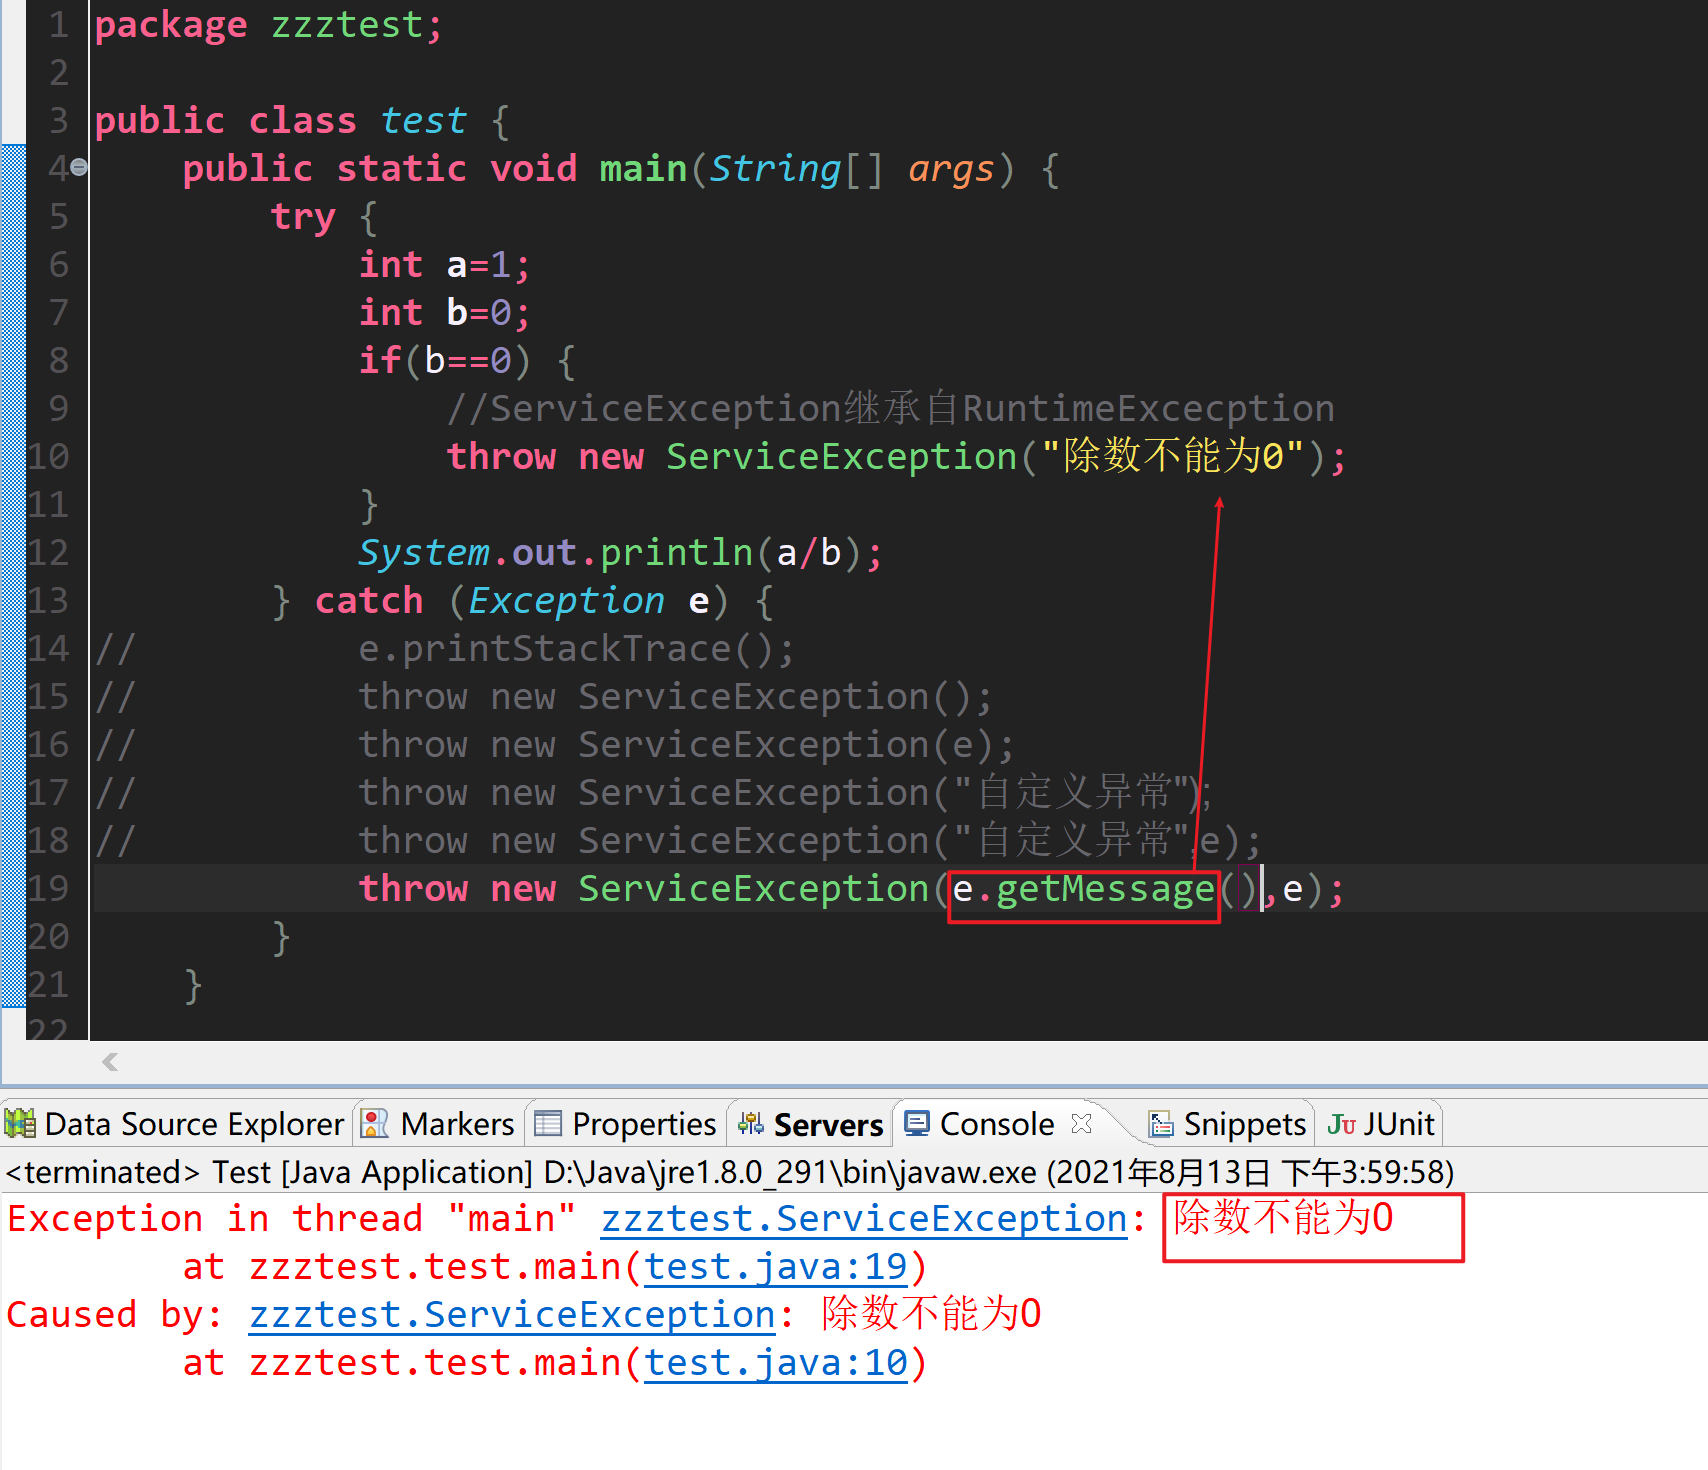 1 package zzztest;
2
3 public class test {
4 public static void main(String[] args) {
5 try {
6 int a=1;
7 int b=0;
8 if(b==0) {
9 //ServiceException继承自RuntimeExcecption
10 throw new ServiceException("除数不能为0");
11 }
12 System.out.println(a/b);
13 } catch (Exception e) {
14 // e.printStackTrace();
15 // throw new ServiceException();
16 // throw new ServiceException(e);
17 // throw new ServiceException("自定义异常");
18 // throw new ServiceException("自定义异常",e);
19 throw new ServiceException(e.getMessage(),e);
20 }
21 }
22
Data Source Explorer Markers Properties Servers Console Snippets JUnit
<terminated> Test [Java Application] D:\Java\jre1.8.0_291\bin\javaw.exe (2021年8月13日 下午3:59:58)
Exception in thread "main" zzztest.ServiceException: 除数不能为0
at zzztest.test.main(test.java:19)
Caused by: zzztest.ServiceException: 除数不能为0
at zzztest.test.main(test.java:10)